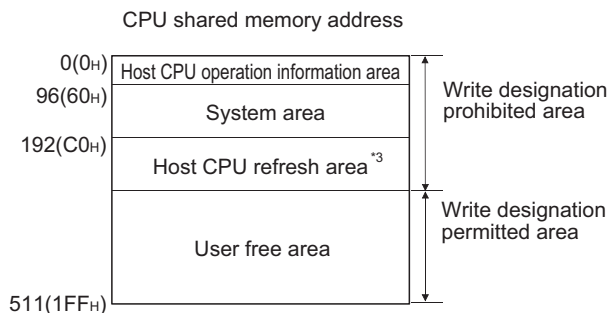 CPU shared memory address
0(0H)
Host CPU operation information area
96(60H)
System area
192(C0H)
Host CPU refresh area*3
User free area
511(1FFH)
Write designation
prohibited area
Write designation
permitted area